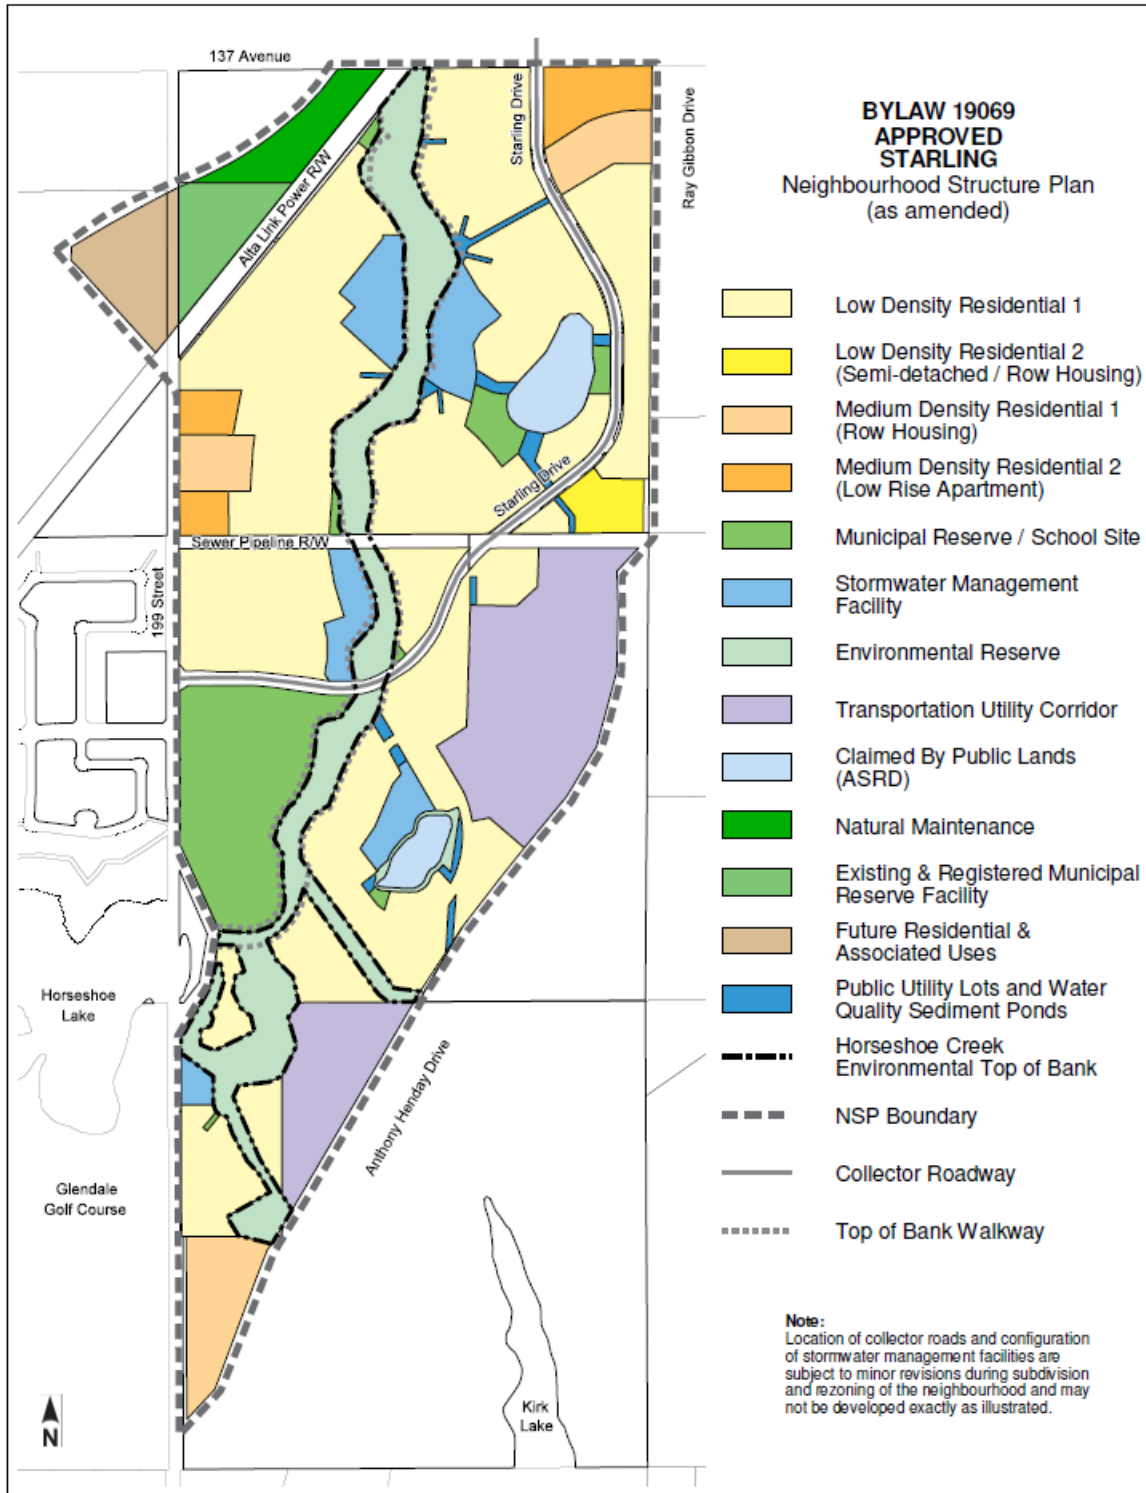 137 Avenue
Starling Drive
Ray Gibbon Drive
Alta Link Power R/W
Starling Drive
Sewer Pipeline R/W
199 Street
Horseshoe
Lake
Anthony Henday Drive
Glendale
Golf Course
Kirk
Lake
N
BYLAW 19069
APPROVED
STARLING
Neighbourhood Structure Plan
(as amended)
Low Density Residential 1
Low Density Residential 2
(Semi-detached / Row Housing)
Medium Density Residential 1
(Row Housing)
Medium Density Residential 2
(Low Rise Apartment)
Municipal Reserve / School Site
Stormwater Management
Facility
Environmental Reserve
Transportation Utility Corridor
Claimed By Public Lands
(ASRD)
Natural Maintenance
Existing & Registered Municipal
Reserve Facility
Future Residential &
Associated Uses
Public Utility Lots and Water
Quality Sediment Ponds
Horseshoe Creek
Environmental Top of Bank
NSP Boundary
Collector Roadway
Top of Bank Walkway
Note:
Location of collector roads and configuration
of stormwater management facilities are
subject to minor revisions during subdivision
and rezoning of the neighbourhood and may
not be developed exactly as illustrated.